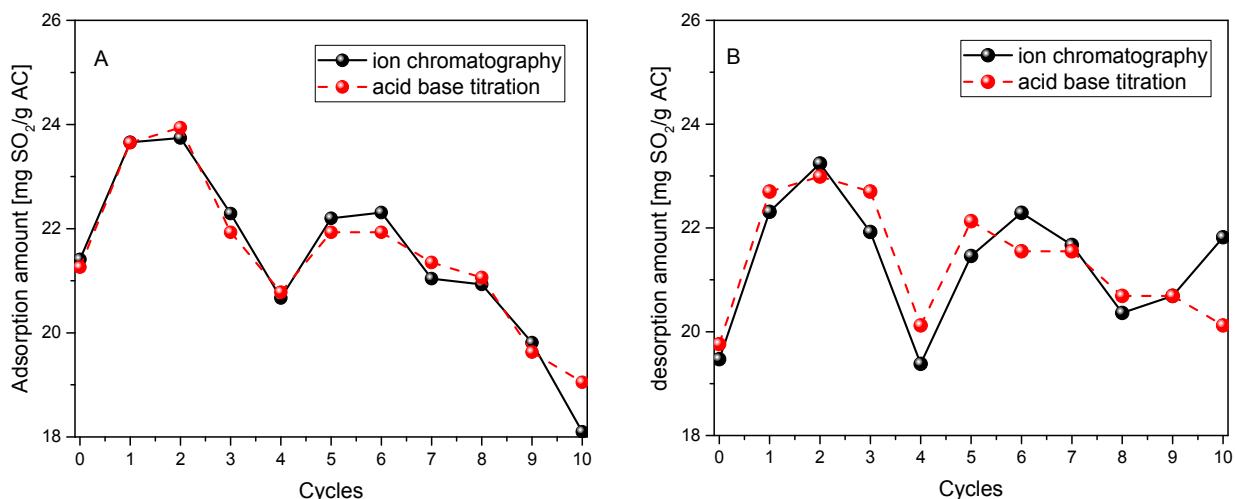 A
ion chromatography
acid base titration
Adsorption amount [mg SO₂/g AC]
26
24
22
20
18
0 1 2 3 4 5 6 7 8 9 10
Cycles
B
ion chromatography
acid base titration
desorption amount [mg SO₂/g AC]
26
24
22
20
18
0 1 2 3 4 5 6 7 8 9 10
Cycles